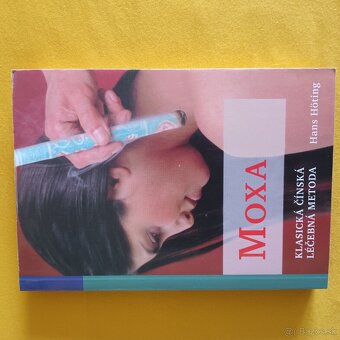 MOXA
KLASICKÁ ČÍNSKÁ
LÉČEBNÁ METODA
Hans Höting